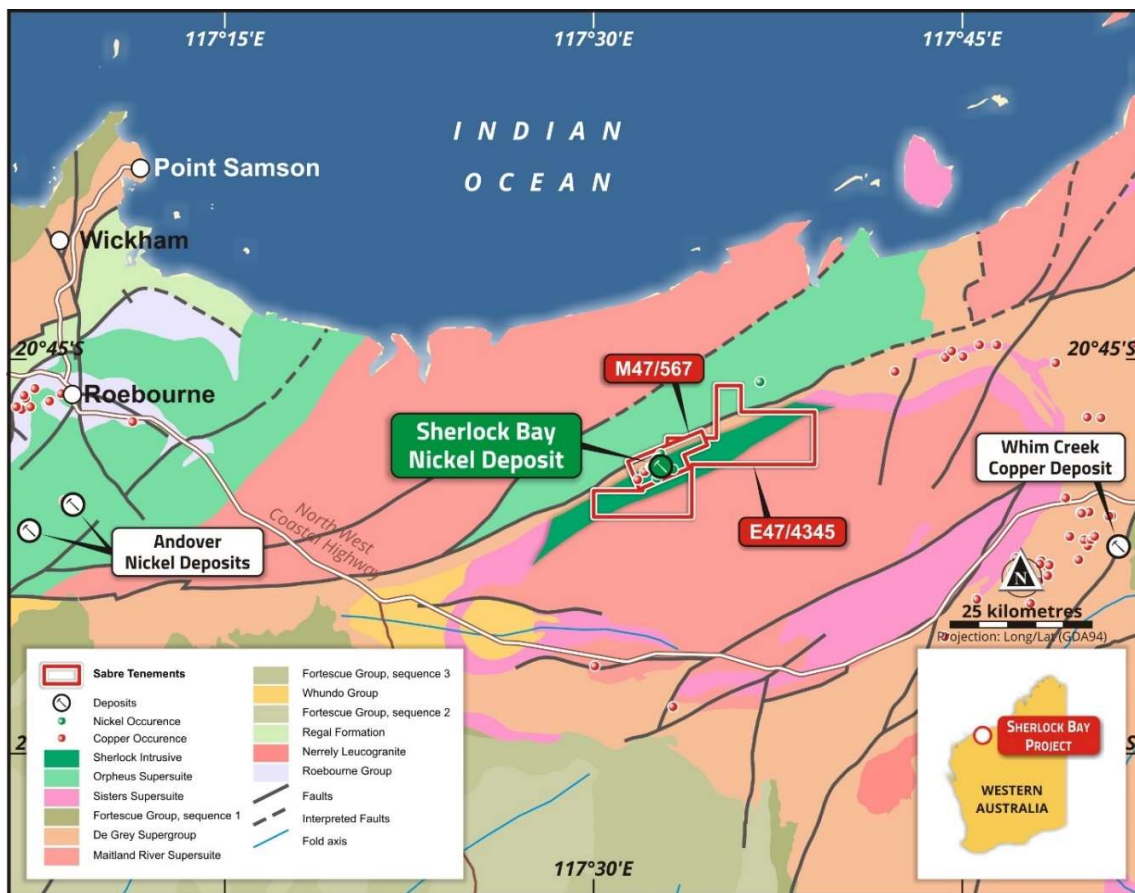 117°15'E
117°30'E
117°45'E
INDIAN
OCEAN
Point Samson
Wickham
20°45'S
20°45'S
Roebourne
M47/567
Sherlock Bay
Nickel Deposit
Whim Creek
Copper Deposit
E47/4345
Andover
Nickel Deposits
North West
Coastal Highway
N
25 kilometres
Projection: Long/Lat (GDA94)
Sabre Tenements
Deposits
Nickel Occurence
Copper Occurence
Sherlock Intrusive
Orpheus Supersuite
Sisters Supersuite
Fortescue Group, sequence 1
De Grey Supergroup
Maitland River Supersuite
Fortescue Group, sequence 3
Whundo Group
Fortescue Group, sequence 2
Regal Formation
Nerrely Leucogranite
Roebourne Group
Faults
Interpreted Faults
Fold axis
117°30'E
SHERLOCK BAY
PROJECT
WESTERN
AUSTRALIA